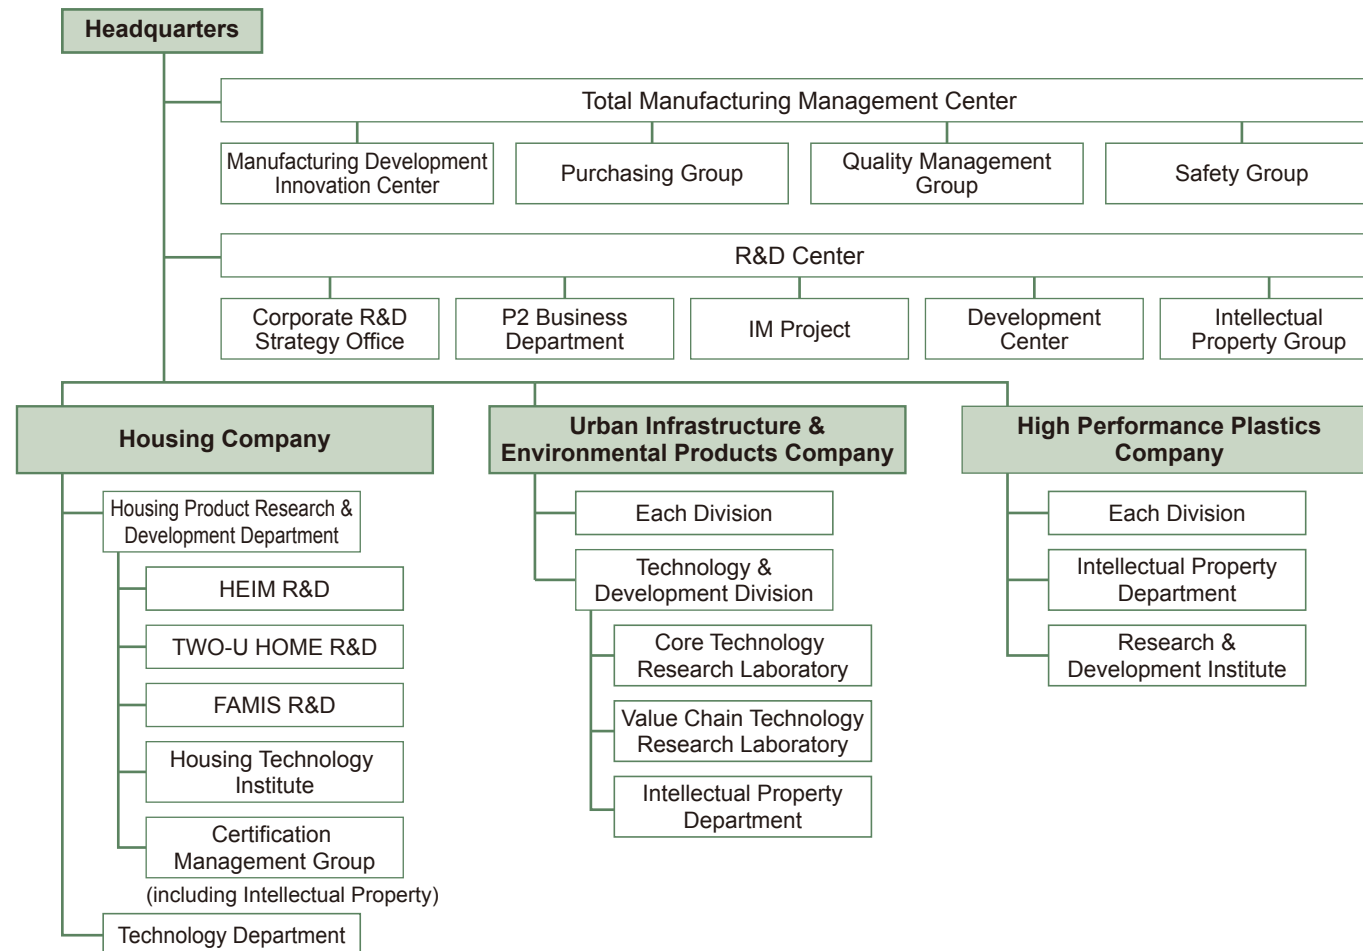 Headquarters
Total Manufacturing Management Center
Manufacturing Development
Innovation Center
Purchasing Group
Quality Management
Group
Safety Group
R&D Center
Corporate R&D
Strategy Office
P2 Business
Department
IM Project
Development
Center
Intellectual
Property Group
Housing Company
Housing Product Research &
Development Department
HEIM R&D
TWO-U HOME R&D
FAMIS R&D
Housing Technology
Institute
Certification
Management Group
(including Intellectual Property)
Technology Department
Urban Infrastructure &
Environmental Products Company
Each Division
Technology &
Development Division
Core Technology
Research Laboratory
Value Chain Technology
Research Laboratory
Intellectual Property
Department
High Performance Plastics
Company
Each Division
Intellectual Property
Department
Research &
Development Institute